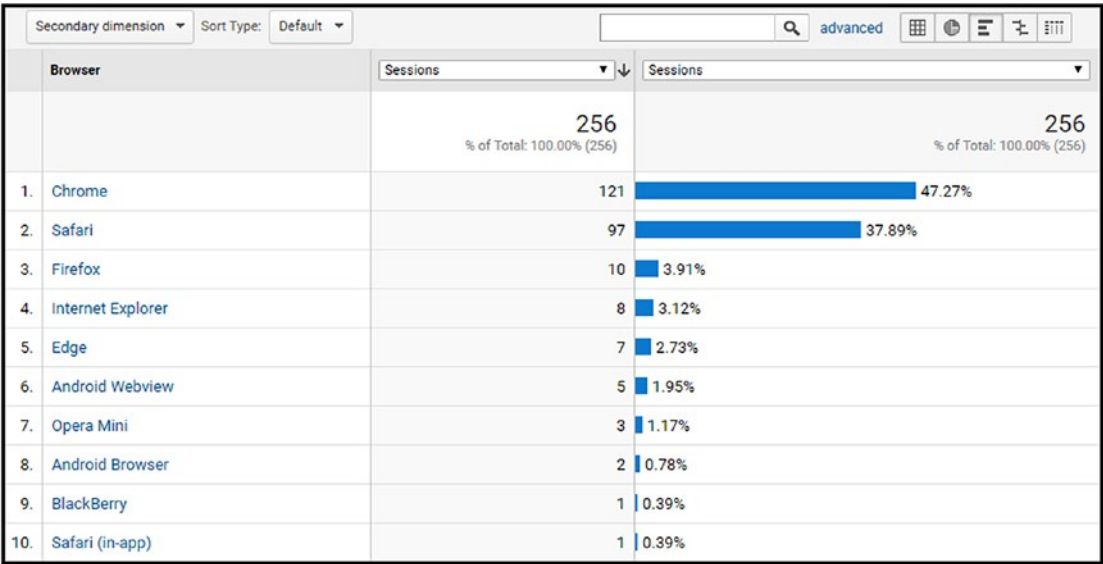 Secondary dimension Sort Type: Default advanced
Browser Sessions Sessions
256 256
% of Total: 100.00% (256) % of Total: 100.00% (256)
1. Chrome 121 47.27%
2. Safari 97 37.89%
3. Firefox 10 3.91%
4. Internet Explorer 8 3.12%
5. Edge 7 2.73%
6. Android Webview 5 1.95%
7. Opera Mini 3 1.17%
8. Android Browser 2 0.78%
9. BlackBerry 1 0.39%
10. Safari (in-app) 1 0.39%